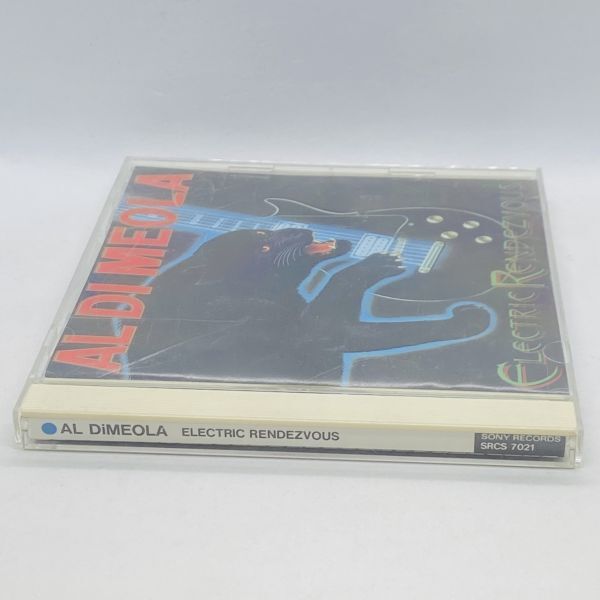 AL DI MEOLA
ELECTRIC RENDEZVOUS
AL DiMEOLA ELECTRIC RENDEZVOUS
SONY RECORDS
SRCS 7021